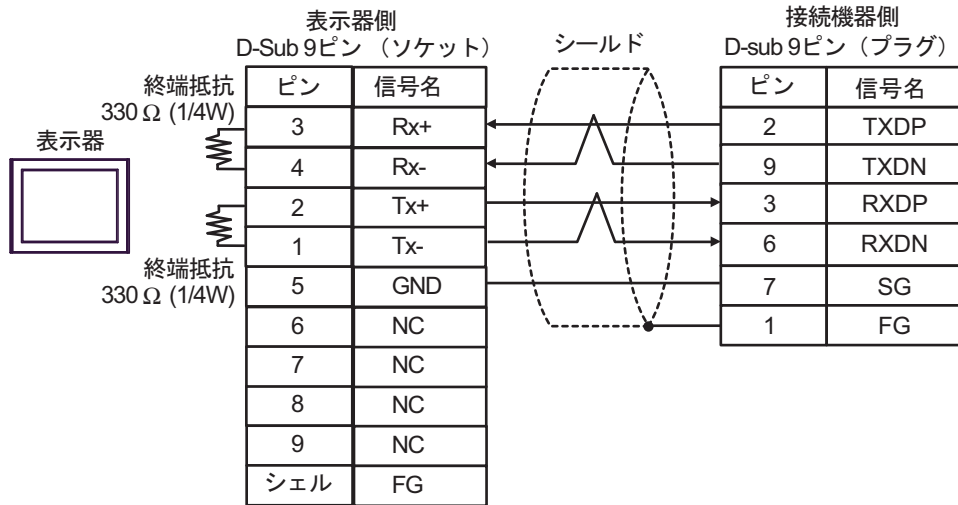 表示器側
D-Sub 9ピン （ソケット）
シールド
接続機器側
D-sub 9ピン （プラグ）
終端抵抗
330 Ω (1/4W)
表示器
終端抵抗
330 Ω (1/4W)
ピン 信号名
3 Rx+
4 Rx-
2 Tx+
1 Tx-
5 GND
6 NC
7 NC
8 NC
9 NC
シェル FG
ピン 信号名
2 TXDP
9 TXDN
3 RXDP
6 RXDN
7 SG
1 FG